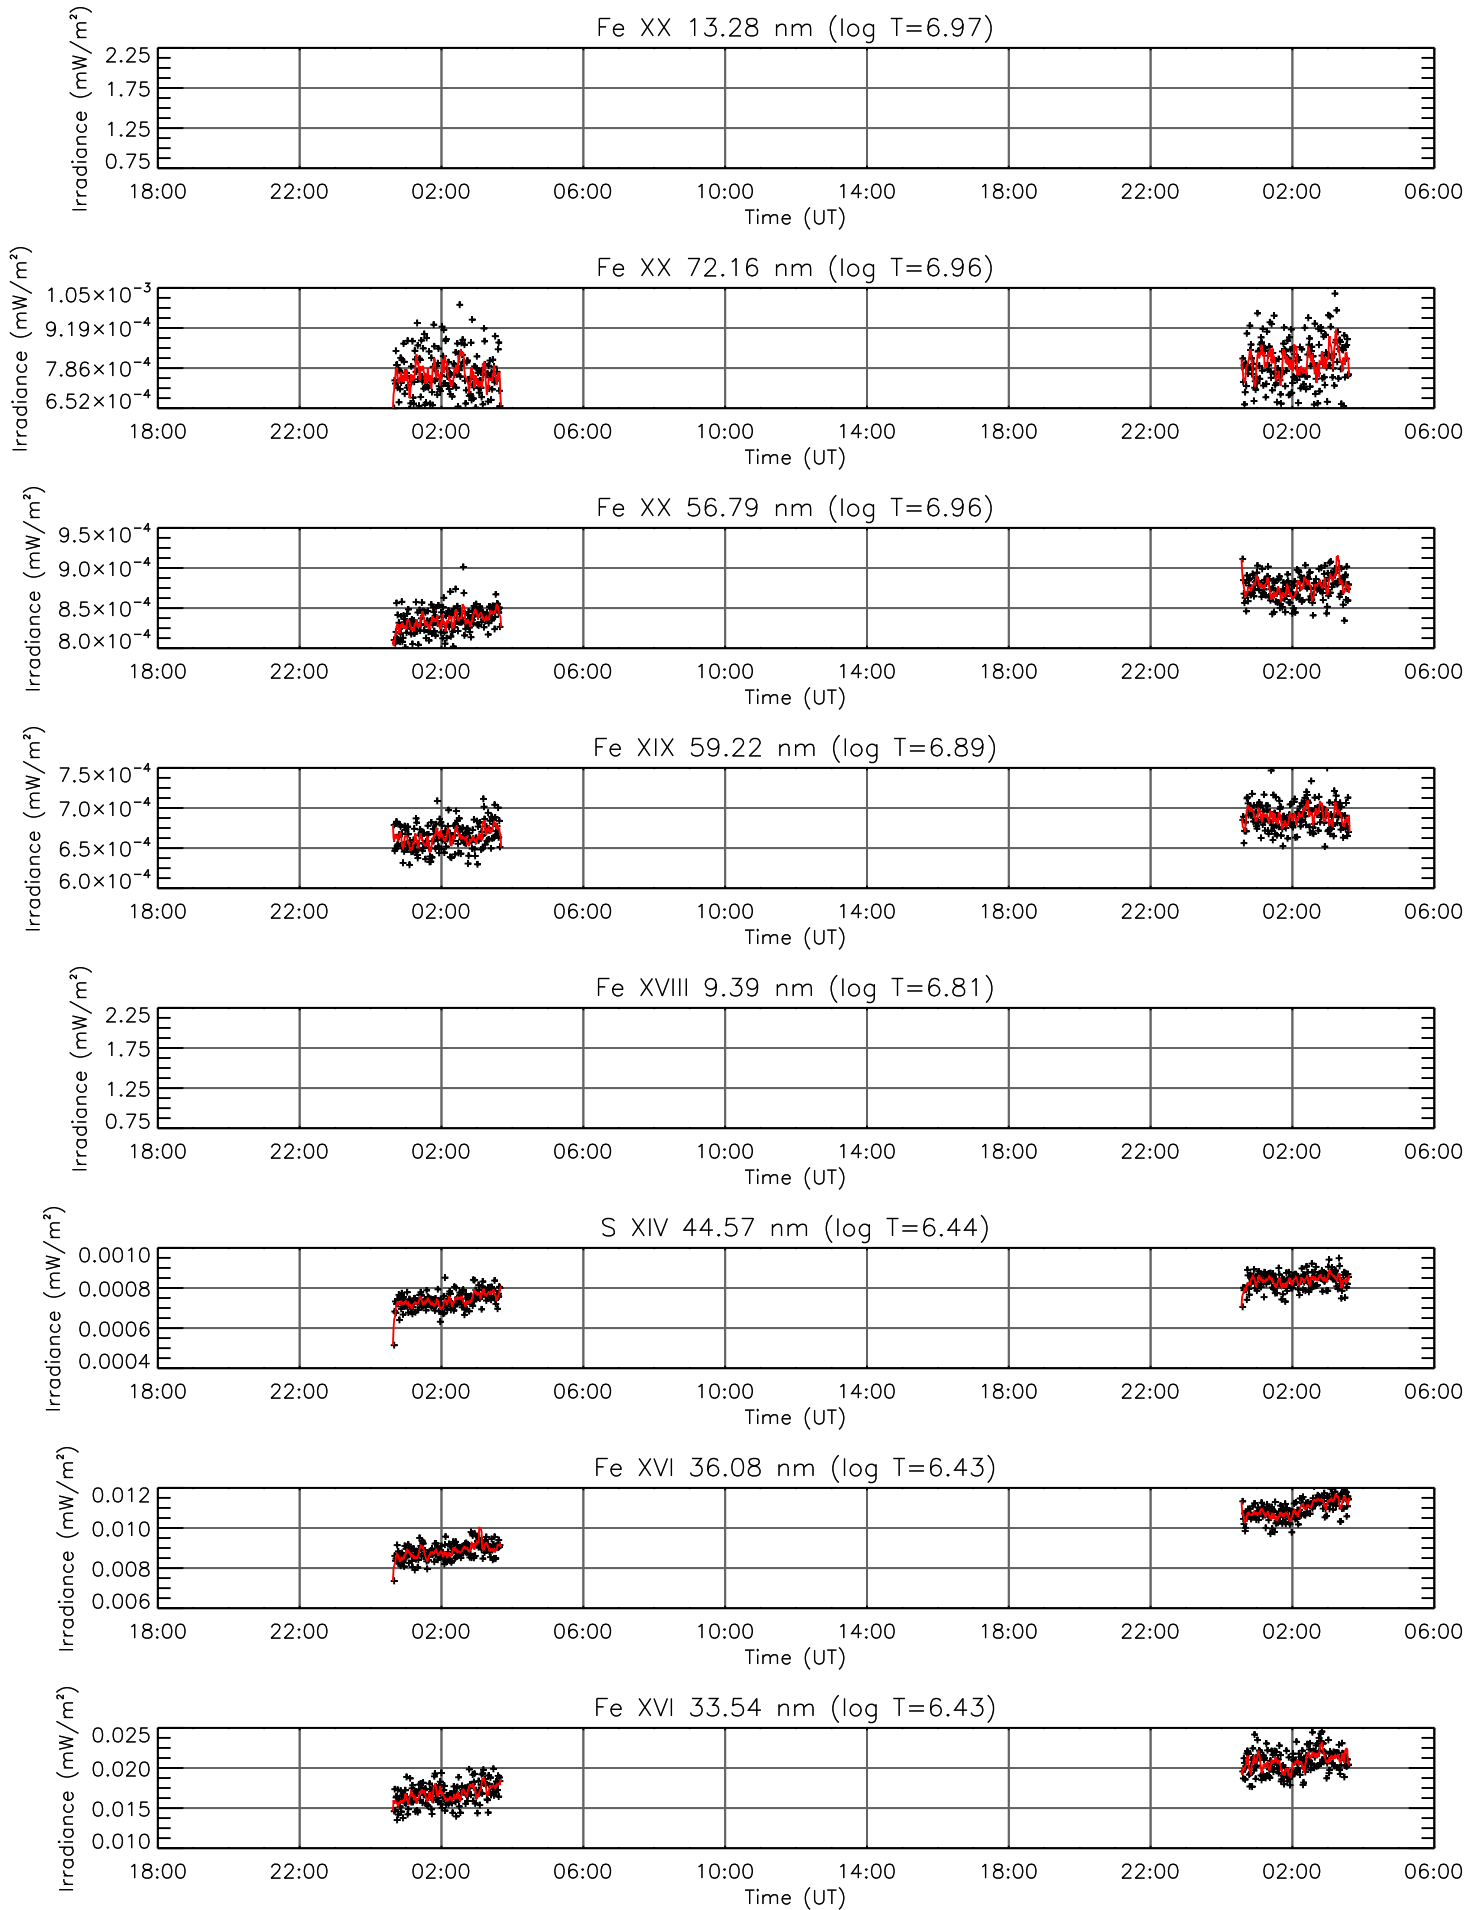 Fe XX 13.28 nm (log T=6.97)
Irradiance (mW/m²)
2.25
1.75
1.25
0.75
18:00 22:00 02:00 06:00 10:00 14:00 18:00 22:00 02:00 06:00
Time (UT)
Fe XX 72.16 nm (log T=6.96)
Irradiance (mW/m²)
1.05×10⁻³
9.19×10⁻⁴
7.86×10⁻⁴
6.52×10⁻⁴
18:00 22:00 02:00 06:00 10:00 14:00 18:00 22:00 02:00 06:00
Time (UT)
Fe XX 56.79 nm (log T=6.96)
Irradiance (mW/m²)
9.5×10⁻⁴
9.0×10⁻⁴
8.5×10⁻⁴
8.0×10⁻⁴
18:00 22:00 02:00 06:00 10:00 14:00 18:00 22:00 02:00 06:00
Time (UT)
Fe XIX 59.22 nm (log T=6.89)
Irradiance (mW/m²)
7.5×10⁻⁴
7.0×10⁻⁴
6.5×10⁻⁴
6.0×10⁻⁴
18:00 22:00 02:00 06:00 10:00 14:00 18:00 22:00 02:00 06:00
Time (UT)
Fe XVIII 9.39 nm (log T=6.81)
Irradiance (mW/m²)
2.25
1.75
1.25
0.75
18:00 22:00 02:00 06:00 10:00 14:00 18:00 22:00 02:00 06:00
Time (UT)
S XIV 44.57 nm (log T=6.44)
Irradiance (mW/m²)
0.0010
0.0008
0.0006
0.0004
18:00 22:00 02:00 06:00 10:00 14:00 18:00 22:00 02:00 06:00
Time (UT)
Fe XVI 36.08 nm (log T=6.43)
Irradiance (mW/m²)
0.012
0.010
0.008
0.006
18:00 22:00 02:00 06:00 10:00 14:00 18:00 22:00 02:00 06:00
Time (UT)
Fe XVI 33.54 nm (log T=6.43)
Irradiance (mW/m²)
0.025
0.020
0.015
0.010
18:00 22:00 02:00 06:00 10:00 14:00 18:00 22:00 02:00 06:00
Time (UT)